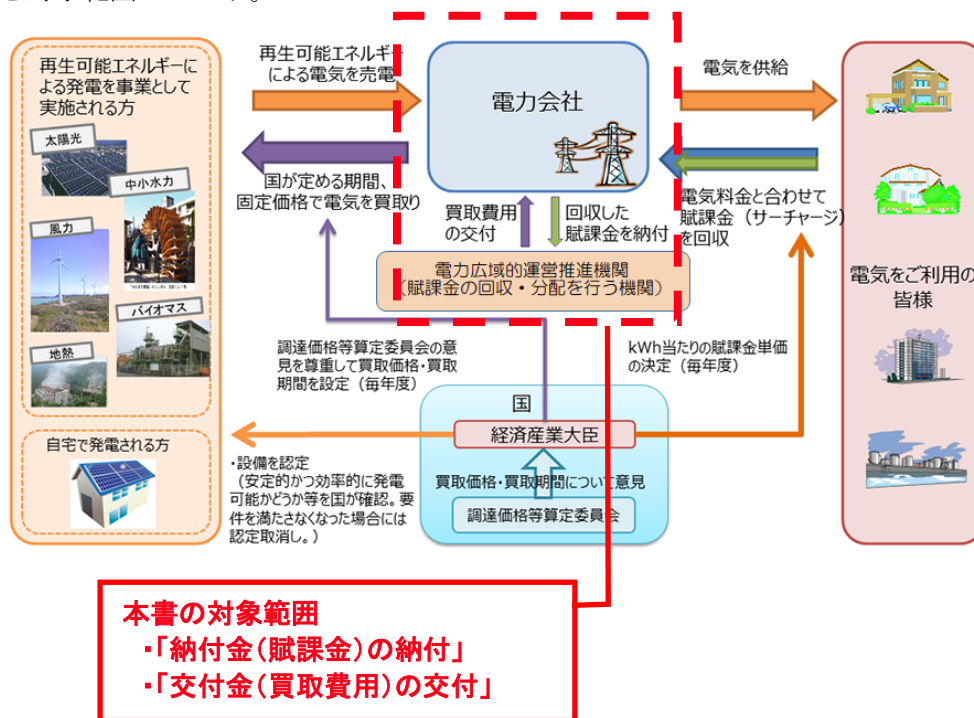 再生可能エネルギーに
よる発電を事業として
実施される方
太陽光
中小水力
風力
バイオマス
地熱
自宅で発電される方
再生可能エネルギー
による電気を売電
国が定める期間、
固定価格で電気を買取り
電力会社
買取費用
の交付
回収した
賦課金を納付
電力広域的運営推進機関
(賦課金の回収・分配を行う機関)
電気を供給
電気料金と合わせて
賦課金(サーチャージ)
を回収
電気をご利用の
皆様
調達価格等算定委員会の意
見を尊重して買取価格・買取
期間を設定(毎年度)
kWh当たりの賦課金単価
の決定(毎年度)
国
経済産業大臣
買取価格・買取期間について意見
調達価格等算定委員会
・設備を認定
(安定的かつ効率的に発電
可能かどうか等を国が確認。要
件を満たさなくなった場合には
認定取消し。)
本書の対象範囲
・「納付金(賦課金)の納付」
・「交付金(買取費用)の交付」